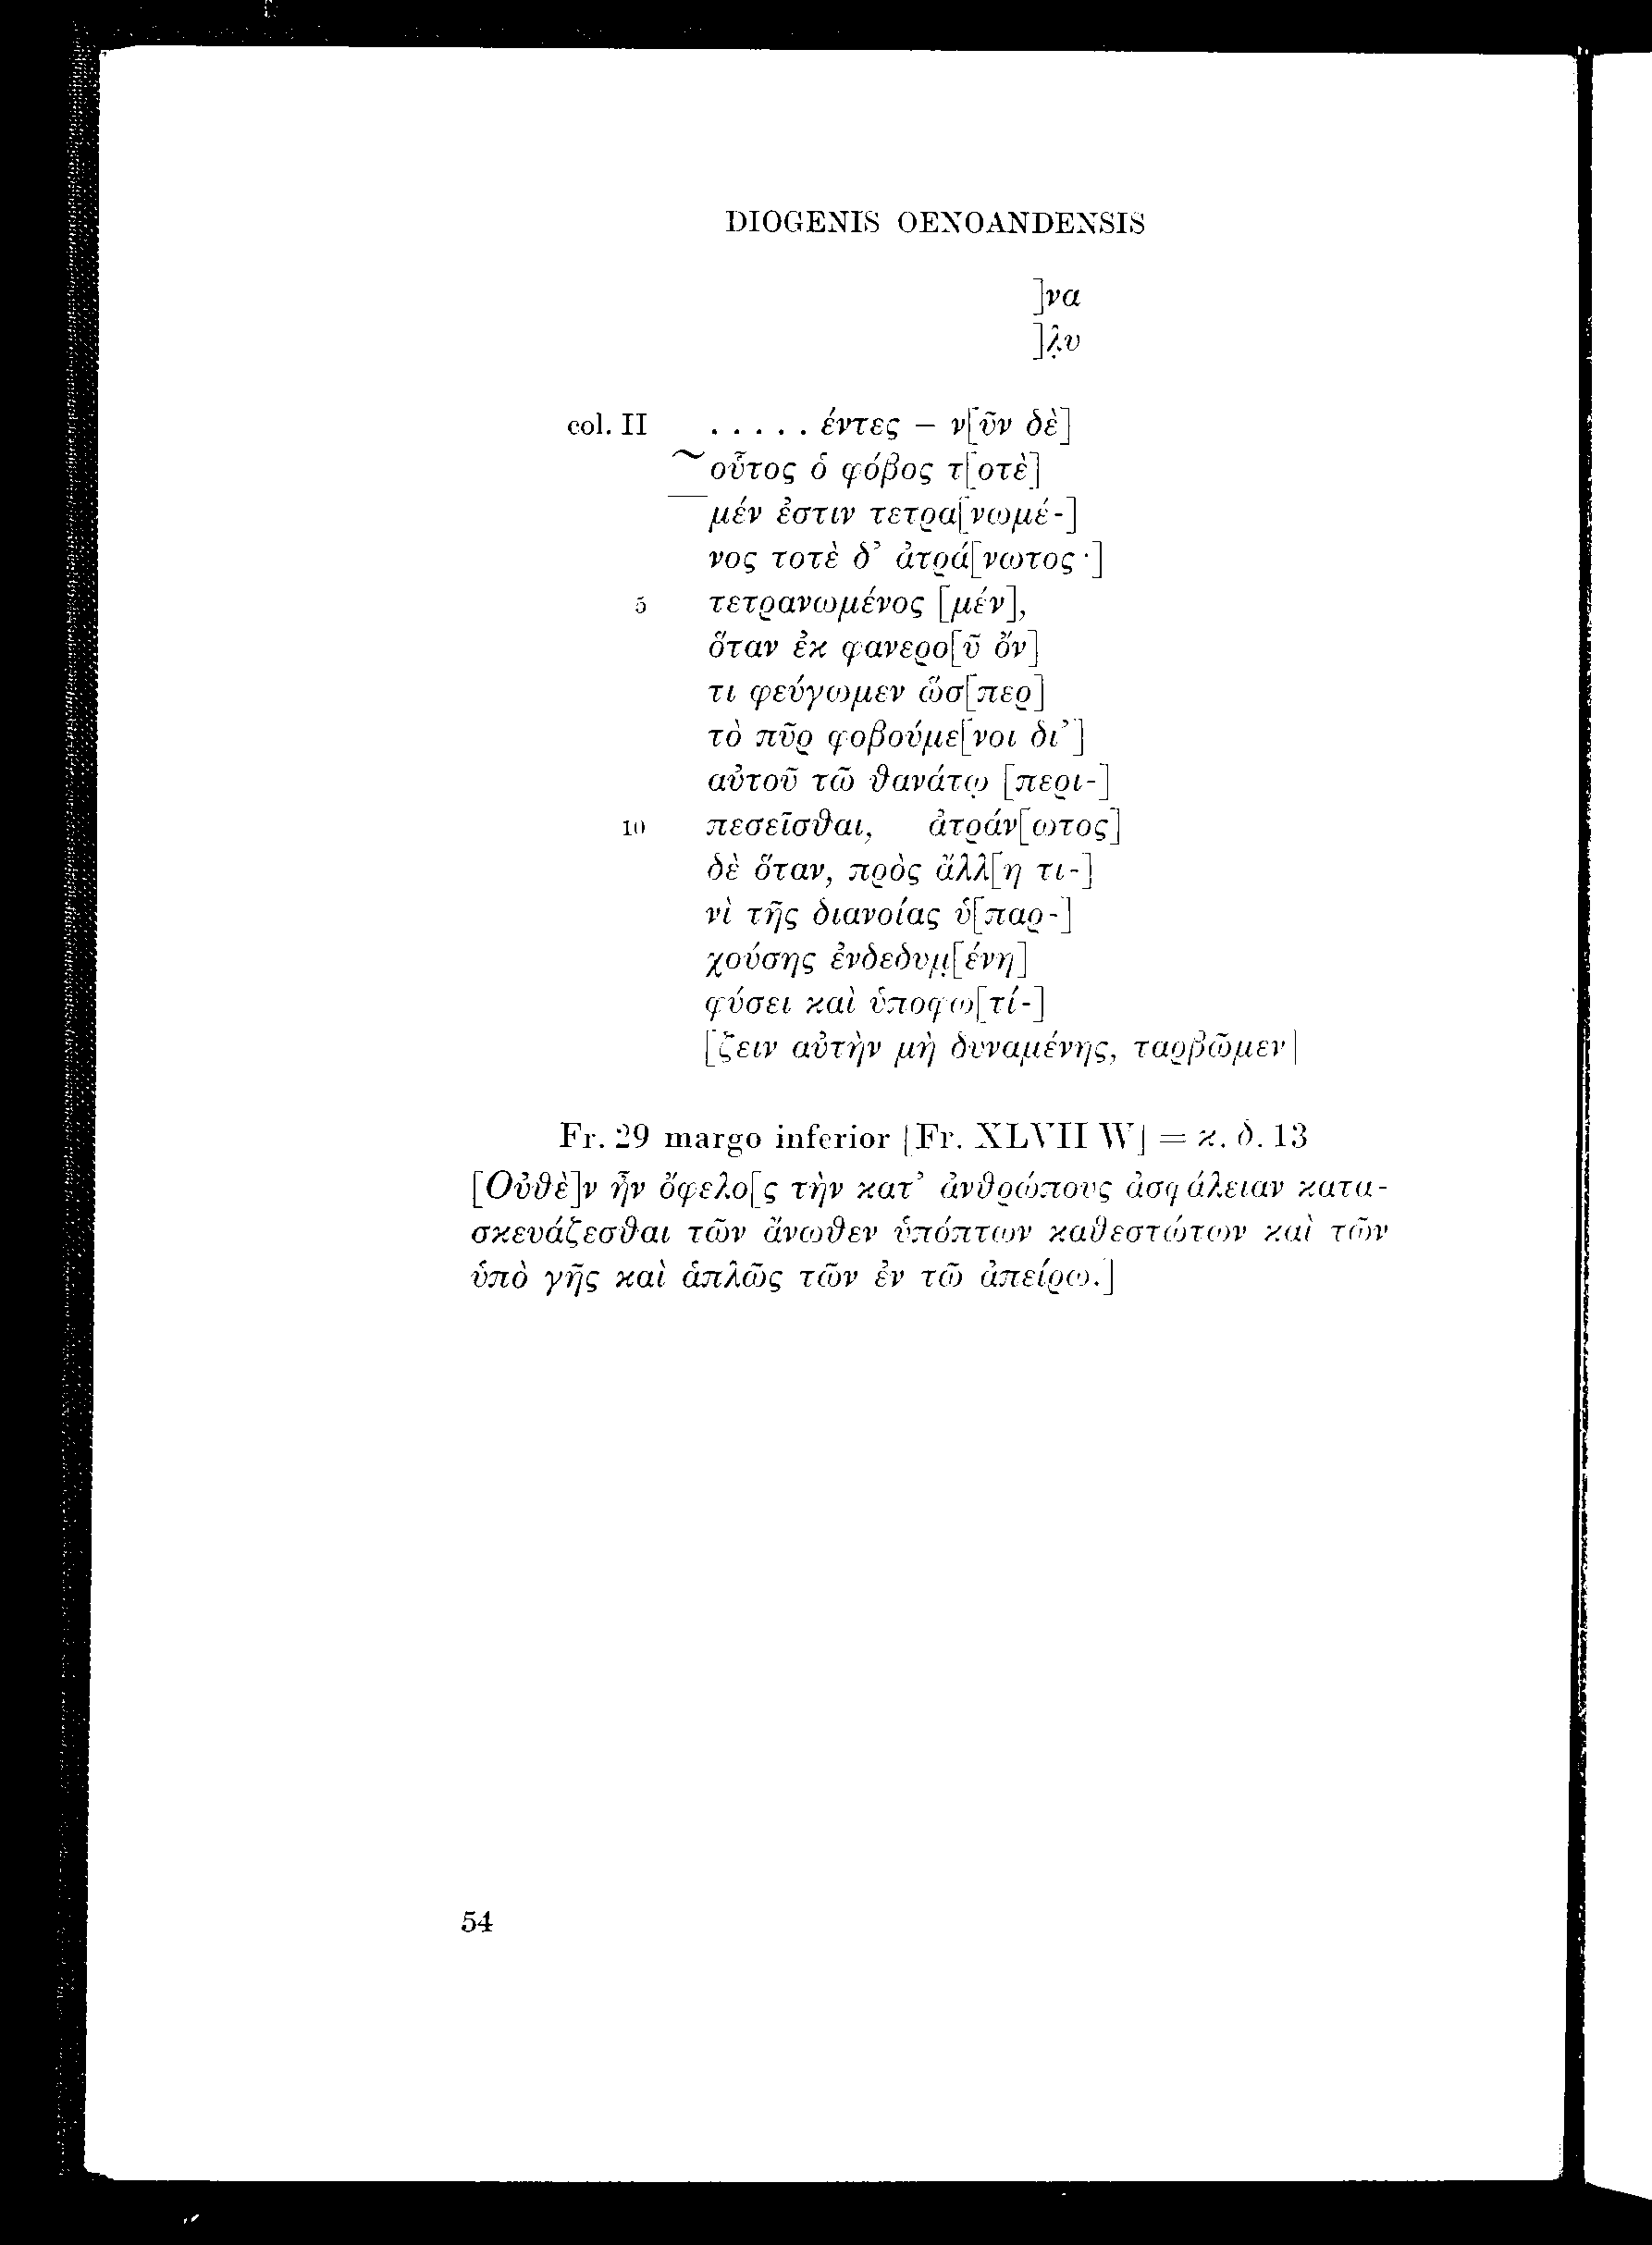 DIOGENIS OENOANDENSIS
]να
]λ̣υ
col. II ..... έντες – ν[ῦν δὲ]
οὗτος ὁ φόβος τ[οτὲ]
μέν ἐστιν τετρα[νωμέ-]
νος τοτὲ δ’ ἀτρά[νωτος·]
5 τετρανωμένος [μέν],
ὅταν ἐκ φανερο[ῦ ὄν]
τι φεύγωμεν ὥσ[περ]
τὸ πῦρ φοβούμε[νοι δι’]
αὐτοῦ τῶ θανάτῳ [περι-]
10 πεσεῖσθαι, ἀτράν[ωτος]
δὲ ὅταν, πρὸς ἄλλ[η τι-]
νὶ τῆς διανοίας ὑ[παρ-]
χούσης ἐνδεδυμ̣[ένη]
φύσει καὶ ὑποφω[τί-]
[ζειν αὐτὴν μὴ δυναμένης, ταρβῶμεν]
Fr. 29 margo inferior [Fr. XLVII W] = κ. δ. 13
[Οὐθὲ]ν ἦν ὄφελο[ς τὴν κατ’ ἀνθρώπους ἀσφάλειαν κατα-
σκευάζεσθαι τῶν ἄνωθεν ὑπόπτων καθεστώτων καὶ τῶν
ὑπὸ γῆς καὶ ἁπλῶς τῶν ἐν τῶ ἀπείρω.]
54